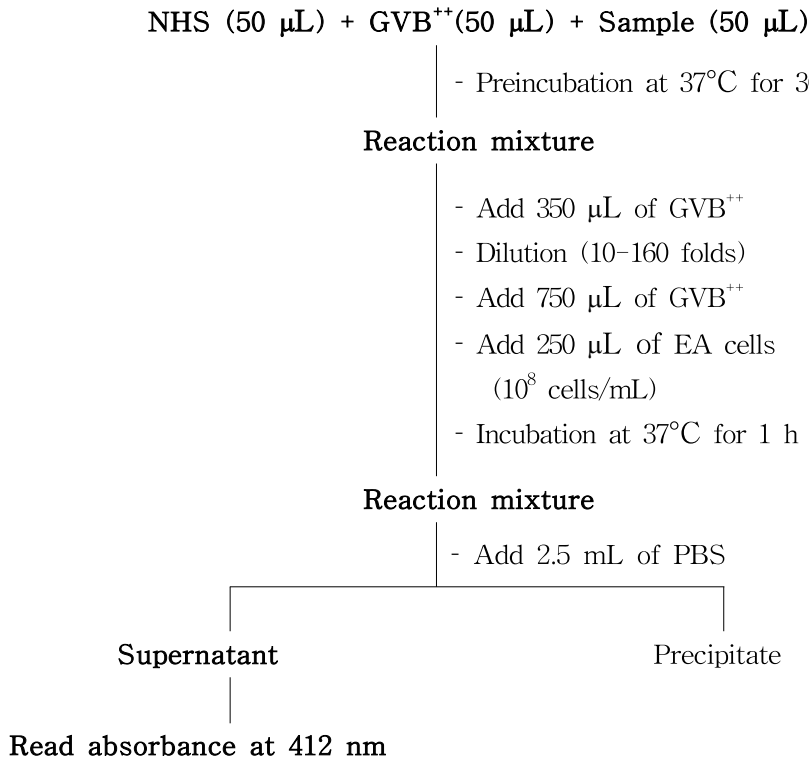 NHS (50 μL) + GVB⁺⁺(50 μL) + Sample (50 μL)
- Preincubation at 37°C for 3
Reaction mixture
- Add 350 μL of GVB⁺⁺
- Dilution (10-160 folds)
- Add 750 μL of GVB⁺⁺
- Add 250 μL of EA cells
(10⁸ cells/mL)
- Incubation at 37°C for 1 h
Reaction mixture
- Add 2.5 mL of PBS
Supernatant
Precipitate
Read absorbance at 412 nm